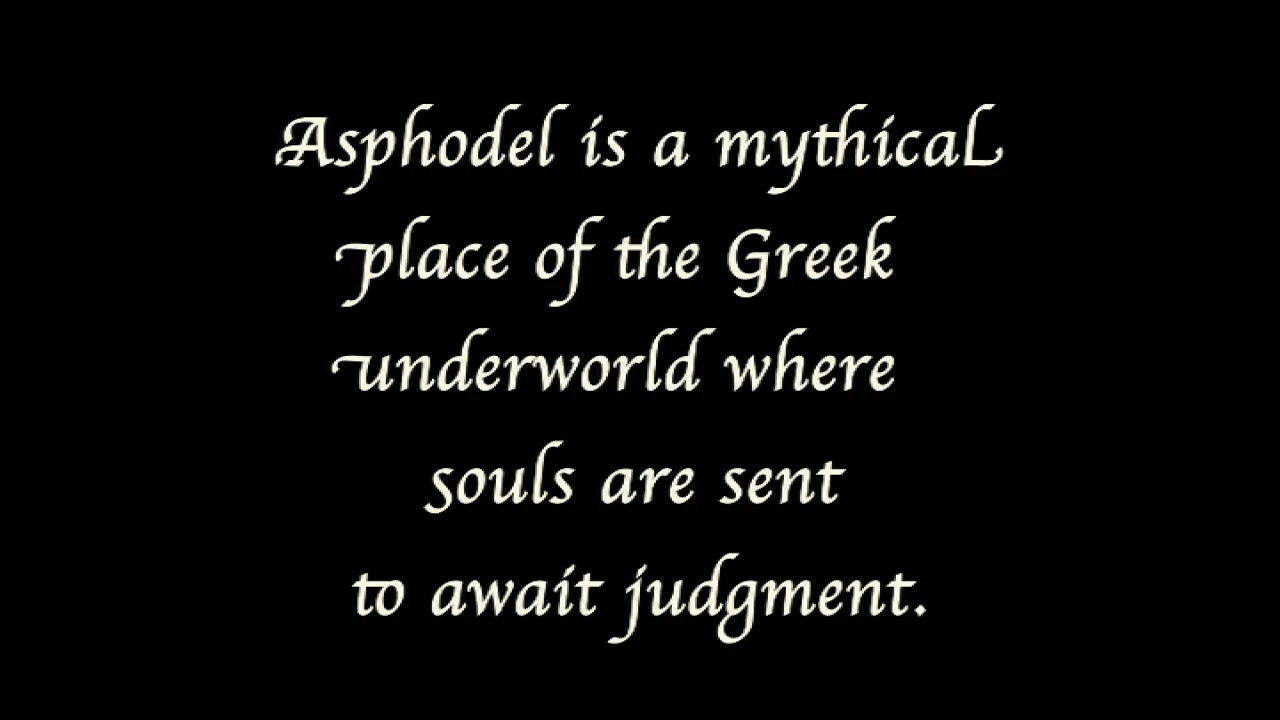 Asphodel is a mythical
place of the Greek
underworld where
souls are sent
to await judgment.